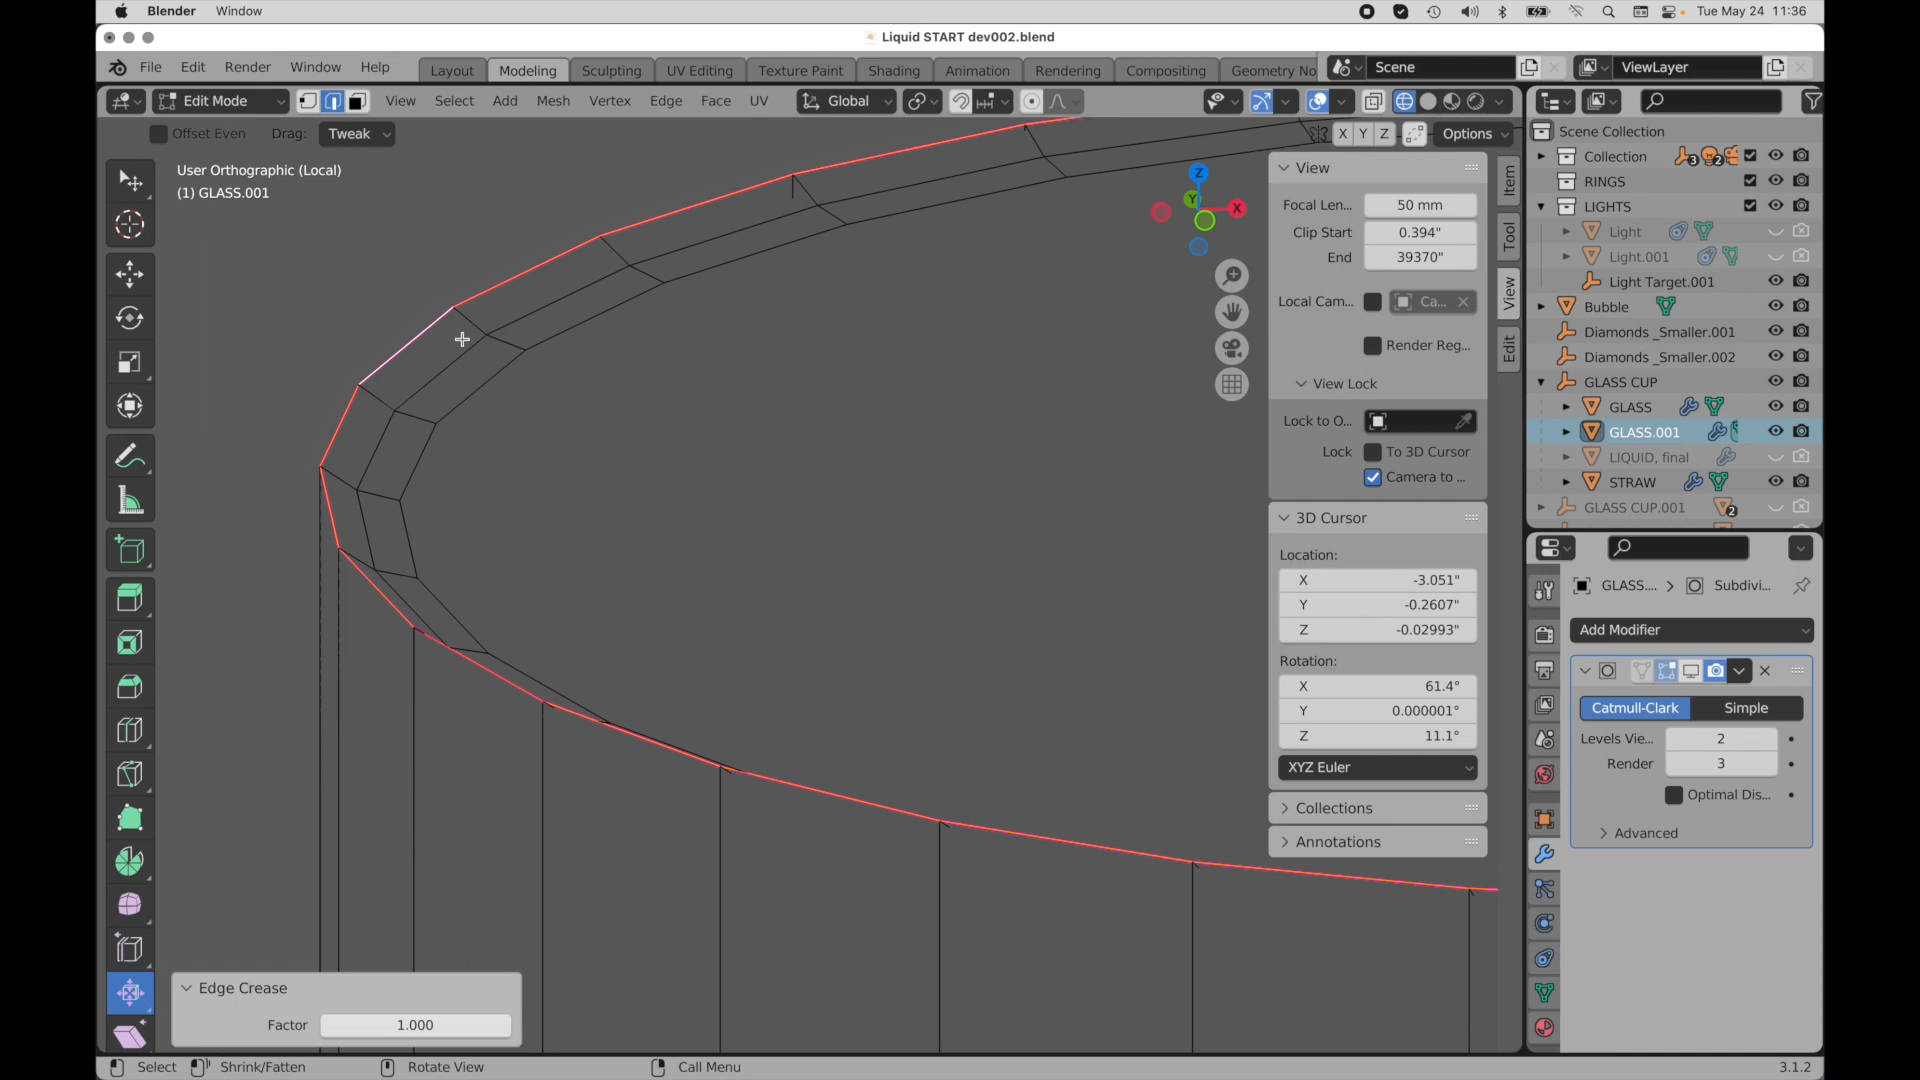 Blender Window Tue May 24 11:36
Liquid START dev002.blend
File Edit Render Window Help Layout Modeling Sculpting UV Editing Texture Paint Shading Animation Rendering Compositing Geometry No Scene ViewLayer
Edit Mode View Select Add Mesh Vertex Edge Face UV Global
Offset Even Drag: Tweak X Y Z Options
User Orthographic (Local)
(1) GLASS.001
Z
Y
X
View
Focal Len... 50 mm
Clip Start 0.394"
End 39370"
Local Cam... Ca...
Render Reg...
View Lock
Lock to O...
Lock To 3D Cursor
Camera to ...
3D Cursor
Location:
X -3.051"
Y -0.2607"
Z -0.02993"
Rotation:
X 61.4°
Y 0.000001°
Z 11.1°
XYZ Euler
Collections
Annotations
Item
Tool
View
Edit
Scene Collection
Collection 3 2
RINGS
LIGHTS
Light
Light.001
Light Target.001
Bubble
Diamonds _Smaller.001
Diamonds _Smaller.002
GLASS CUP
GLASS
GLASS.001
LIQUID, final
STRAW
GLASS CUP.001 2
GLASS.... Subdivi...
Add Modifier
Catmull-Clark Simple
Levels Vie... 2
Render 3
Optimal Dis...
Advanced
Edge Crease
Factor 1.000
Select Shrink/Fatten Rotate View Call Menu 3.1.2